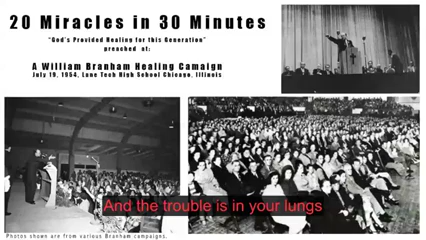 20 Miracles in 30 Minutes
"God's Provided Healing for this Generation"
preached at:
A William Branham Healing Camaign
July 19, 1954, Lane Tech High School Chicago, Illinois
And the trouble is in your lungs
Photos shown are from various Branham campaigns.